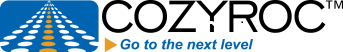 COZYROC™
Go to the next level